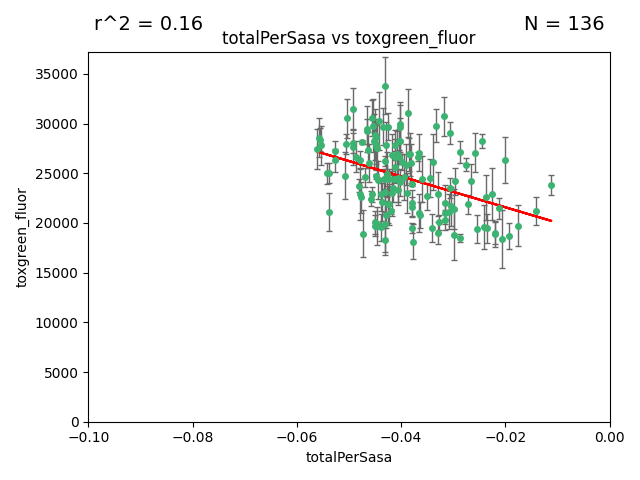 r^2 = 0.16
N = 136
totalPerSasa vs toxgreen_fluor
35000
30000
25000
20000
15000
10000
5000
0
toxgreen_fluor
−0.10
−0.08
−0.06
−0.04
−0.02
0.00
totalPerSasa